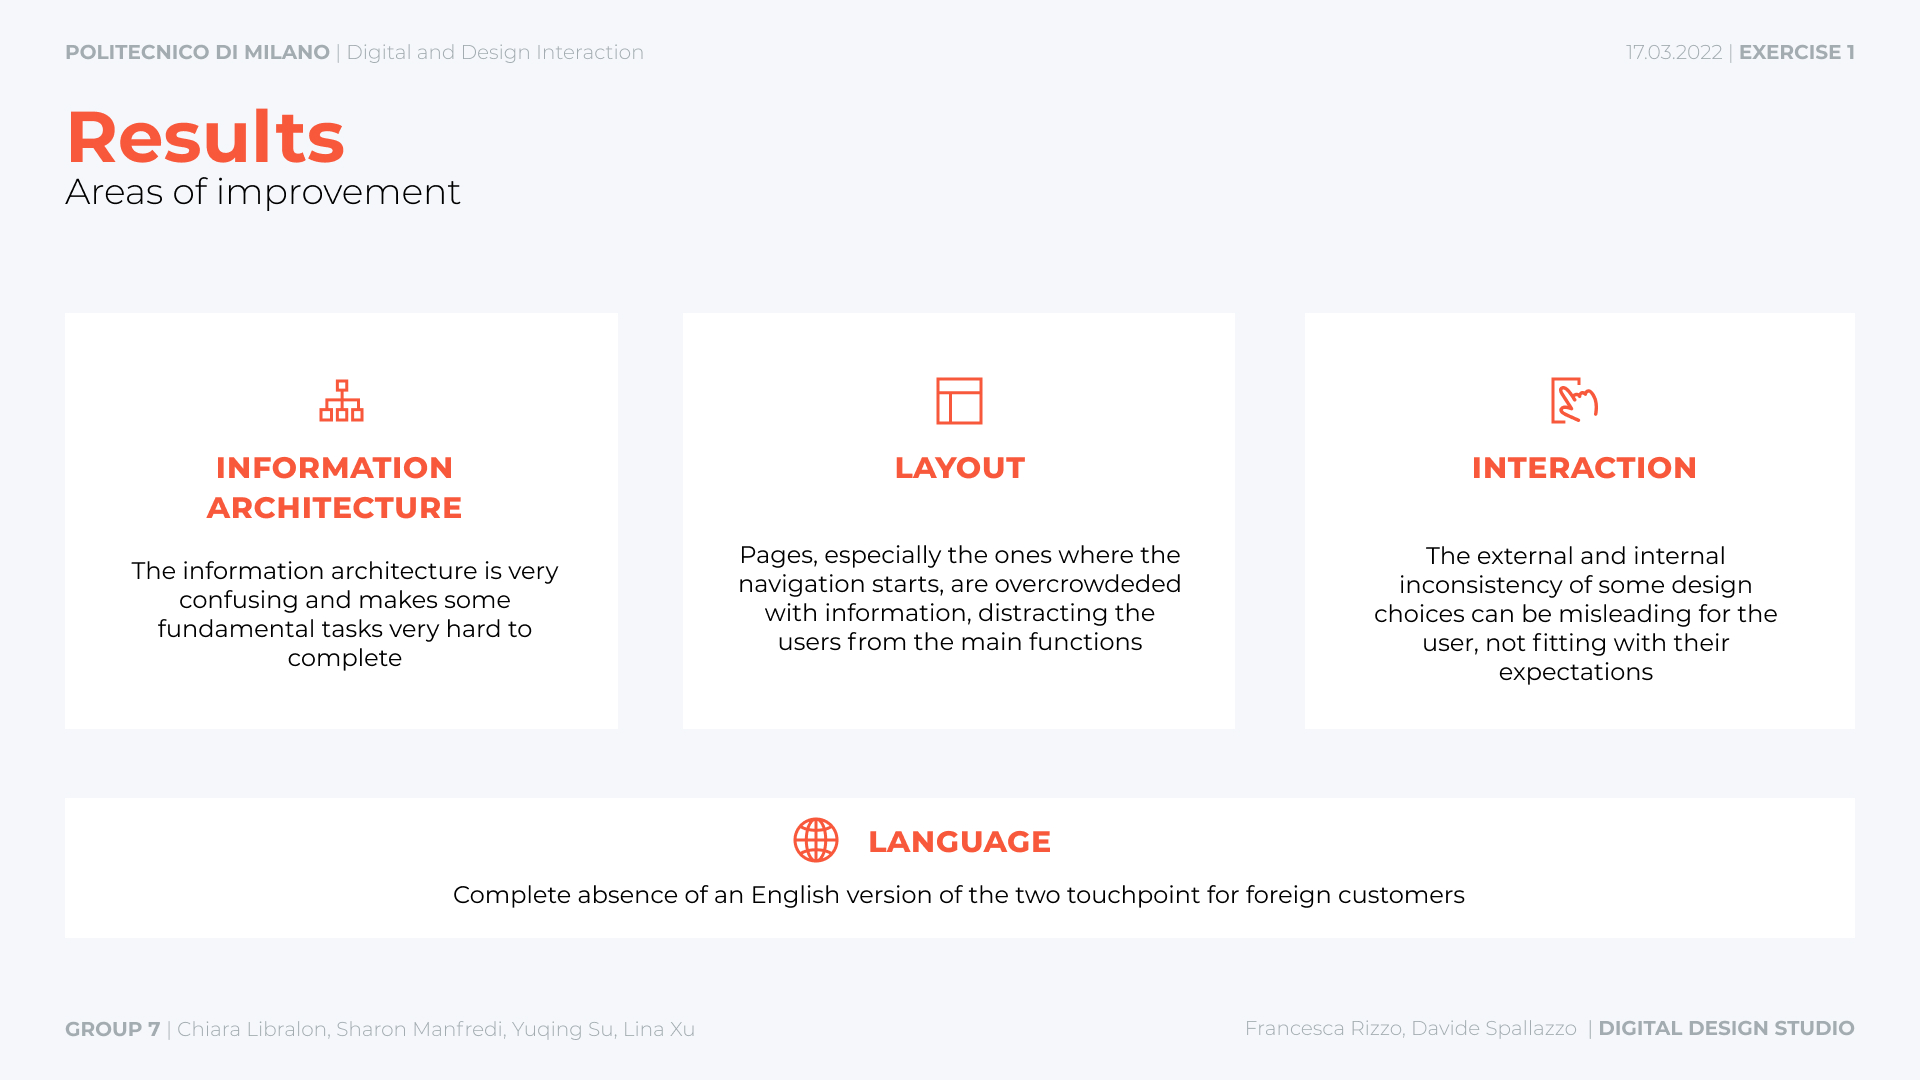 POLITECNICO DI MILANO | Digital and Design Interaction
17.03.2022 | EXERCISE 1
Results
Areas of improvement
INFORMATION
ARCHITECTURE
The information architecture is very
confusing and makes some
fundamental tasks very hard to
complete
LAYOUT
Pages, especially the ones where the
navigation starts, are overcrowdeded
with information, distracting the
users from the main functions
INTERACTION
The external and internal
inconsistency of some design
choices can be misleading for the
user, not fitting with their
expectations
LANGUAGE
Complete absence of an English version of the two touchpoint for foreign customers
GROUP 7 | Chiara Libralon, Sharon Manfredi, Yuqing Su, Lina Xu
Francesca Rizzo, Davide Spallazzo | DIGITAL DESIGN STUDIO